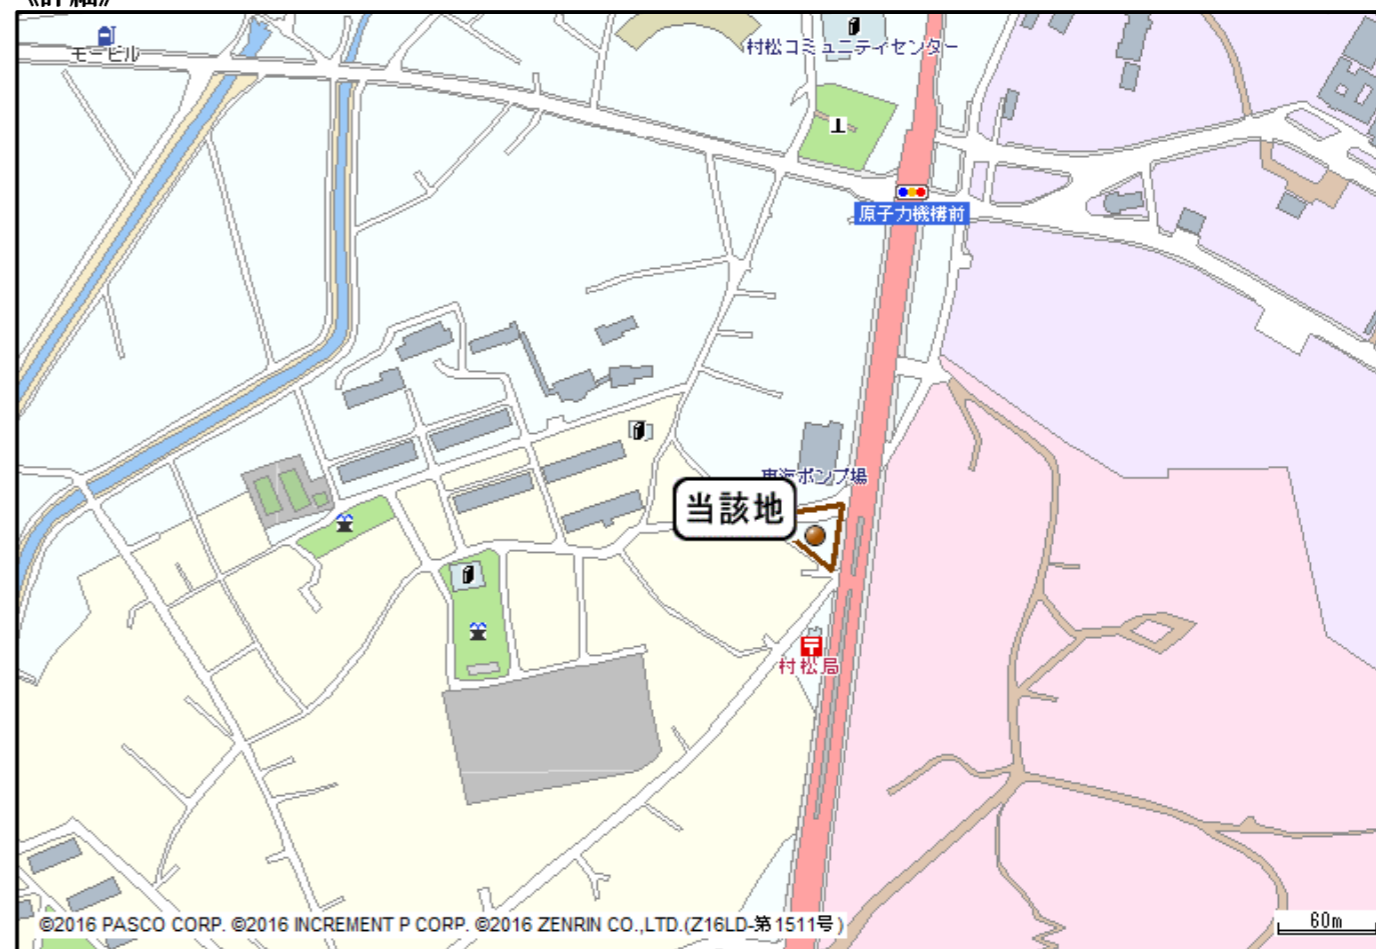 《詳細》
モービル
村松コミュニティセンター
原子力機構前
東海ポンプ場
当該地
村松局
©2016 PASCO CORP. ©2016 INCREMENT P CORP. ©2016 ZENRIN CO.,LTD.(Z16LD-第1511号)
60m